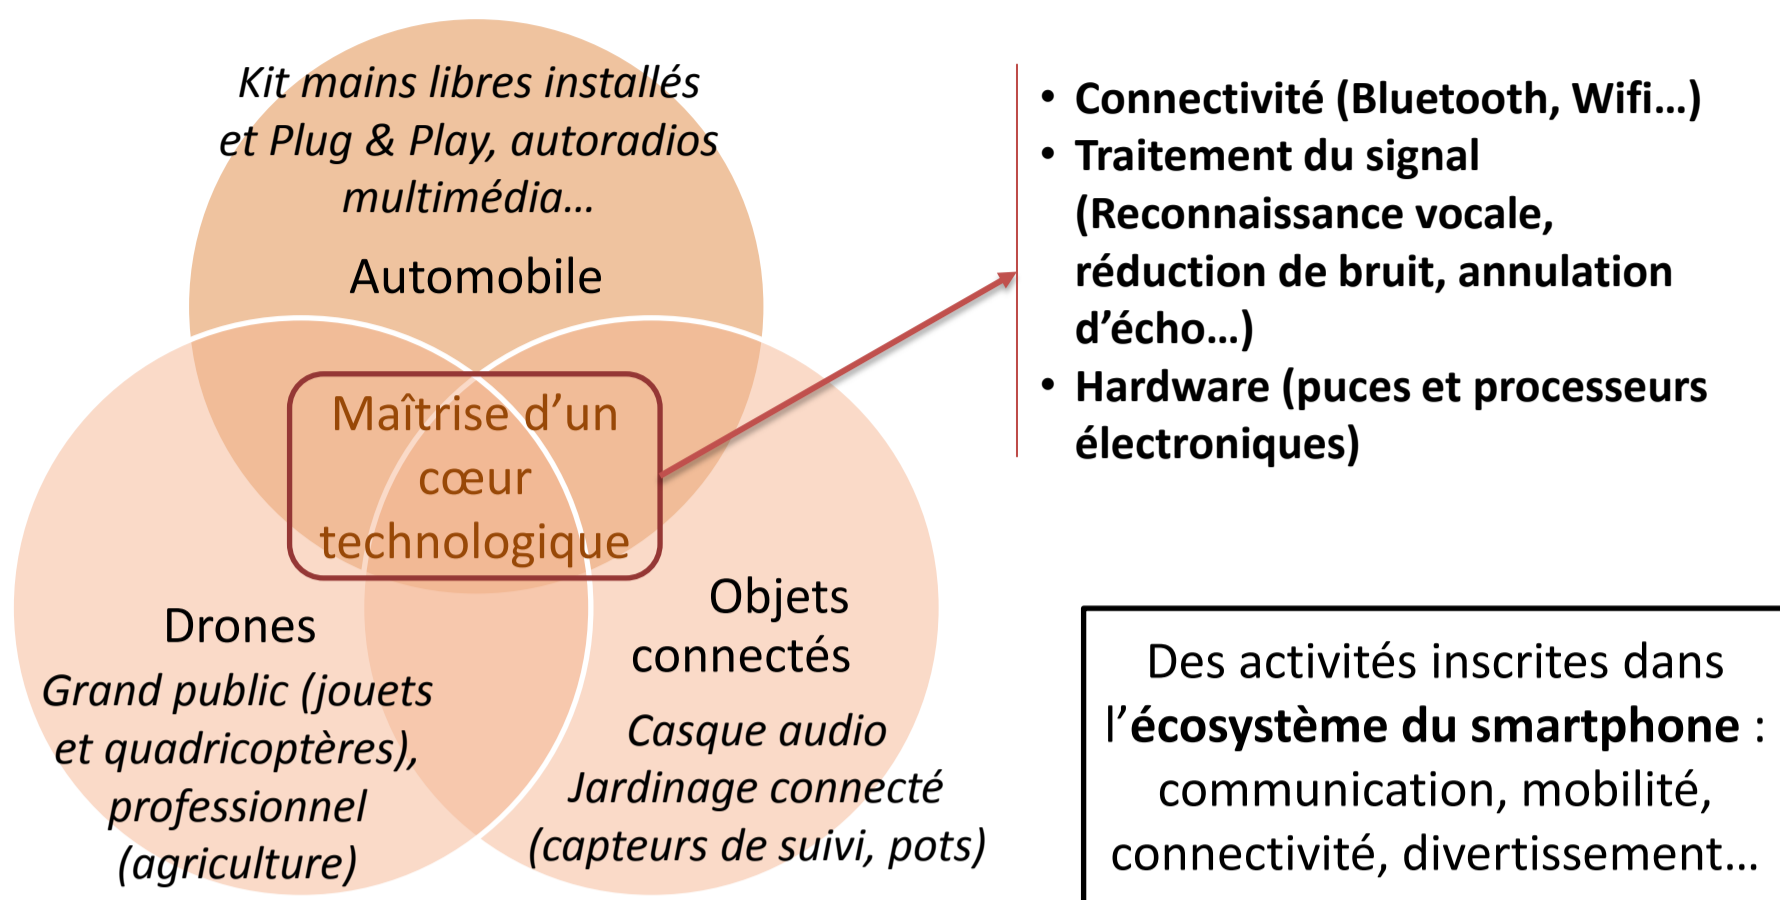 Kit mains libres installés
et Plug & Play, autoradios
multimédia…
Automobile
Maîtrise d’un
cœur
technologique
Drones
Grand public (jouets
et quadricoptères),
professionnel
(agriculture)
Objets
connectés
Casque audio
Jardinage connecté
(capteurs de suivi, pots)
• Connectivité (Bluetooth, Wifi…)
• Traitement du signal
(Reconnaissance vocale,
réduction de bruit, annulation
d’écho…)
• Hardware (puces et processeurs
électroniques)
Des activités inscrites dans
l’écosystème du smartphone :
communication, mobilité,
connectivité, divertissement…